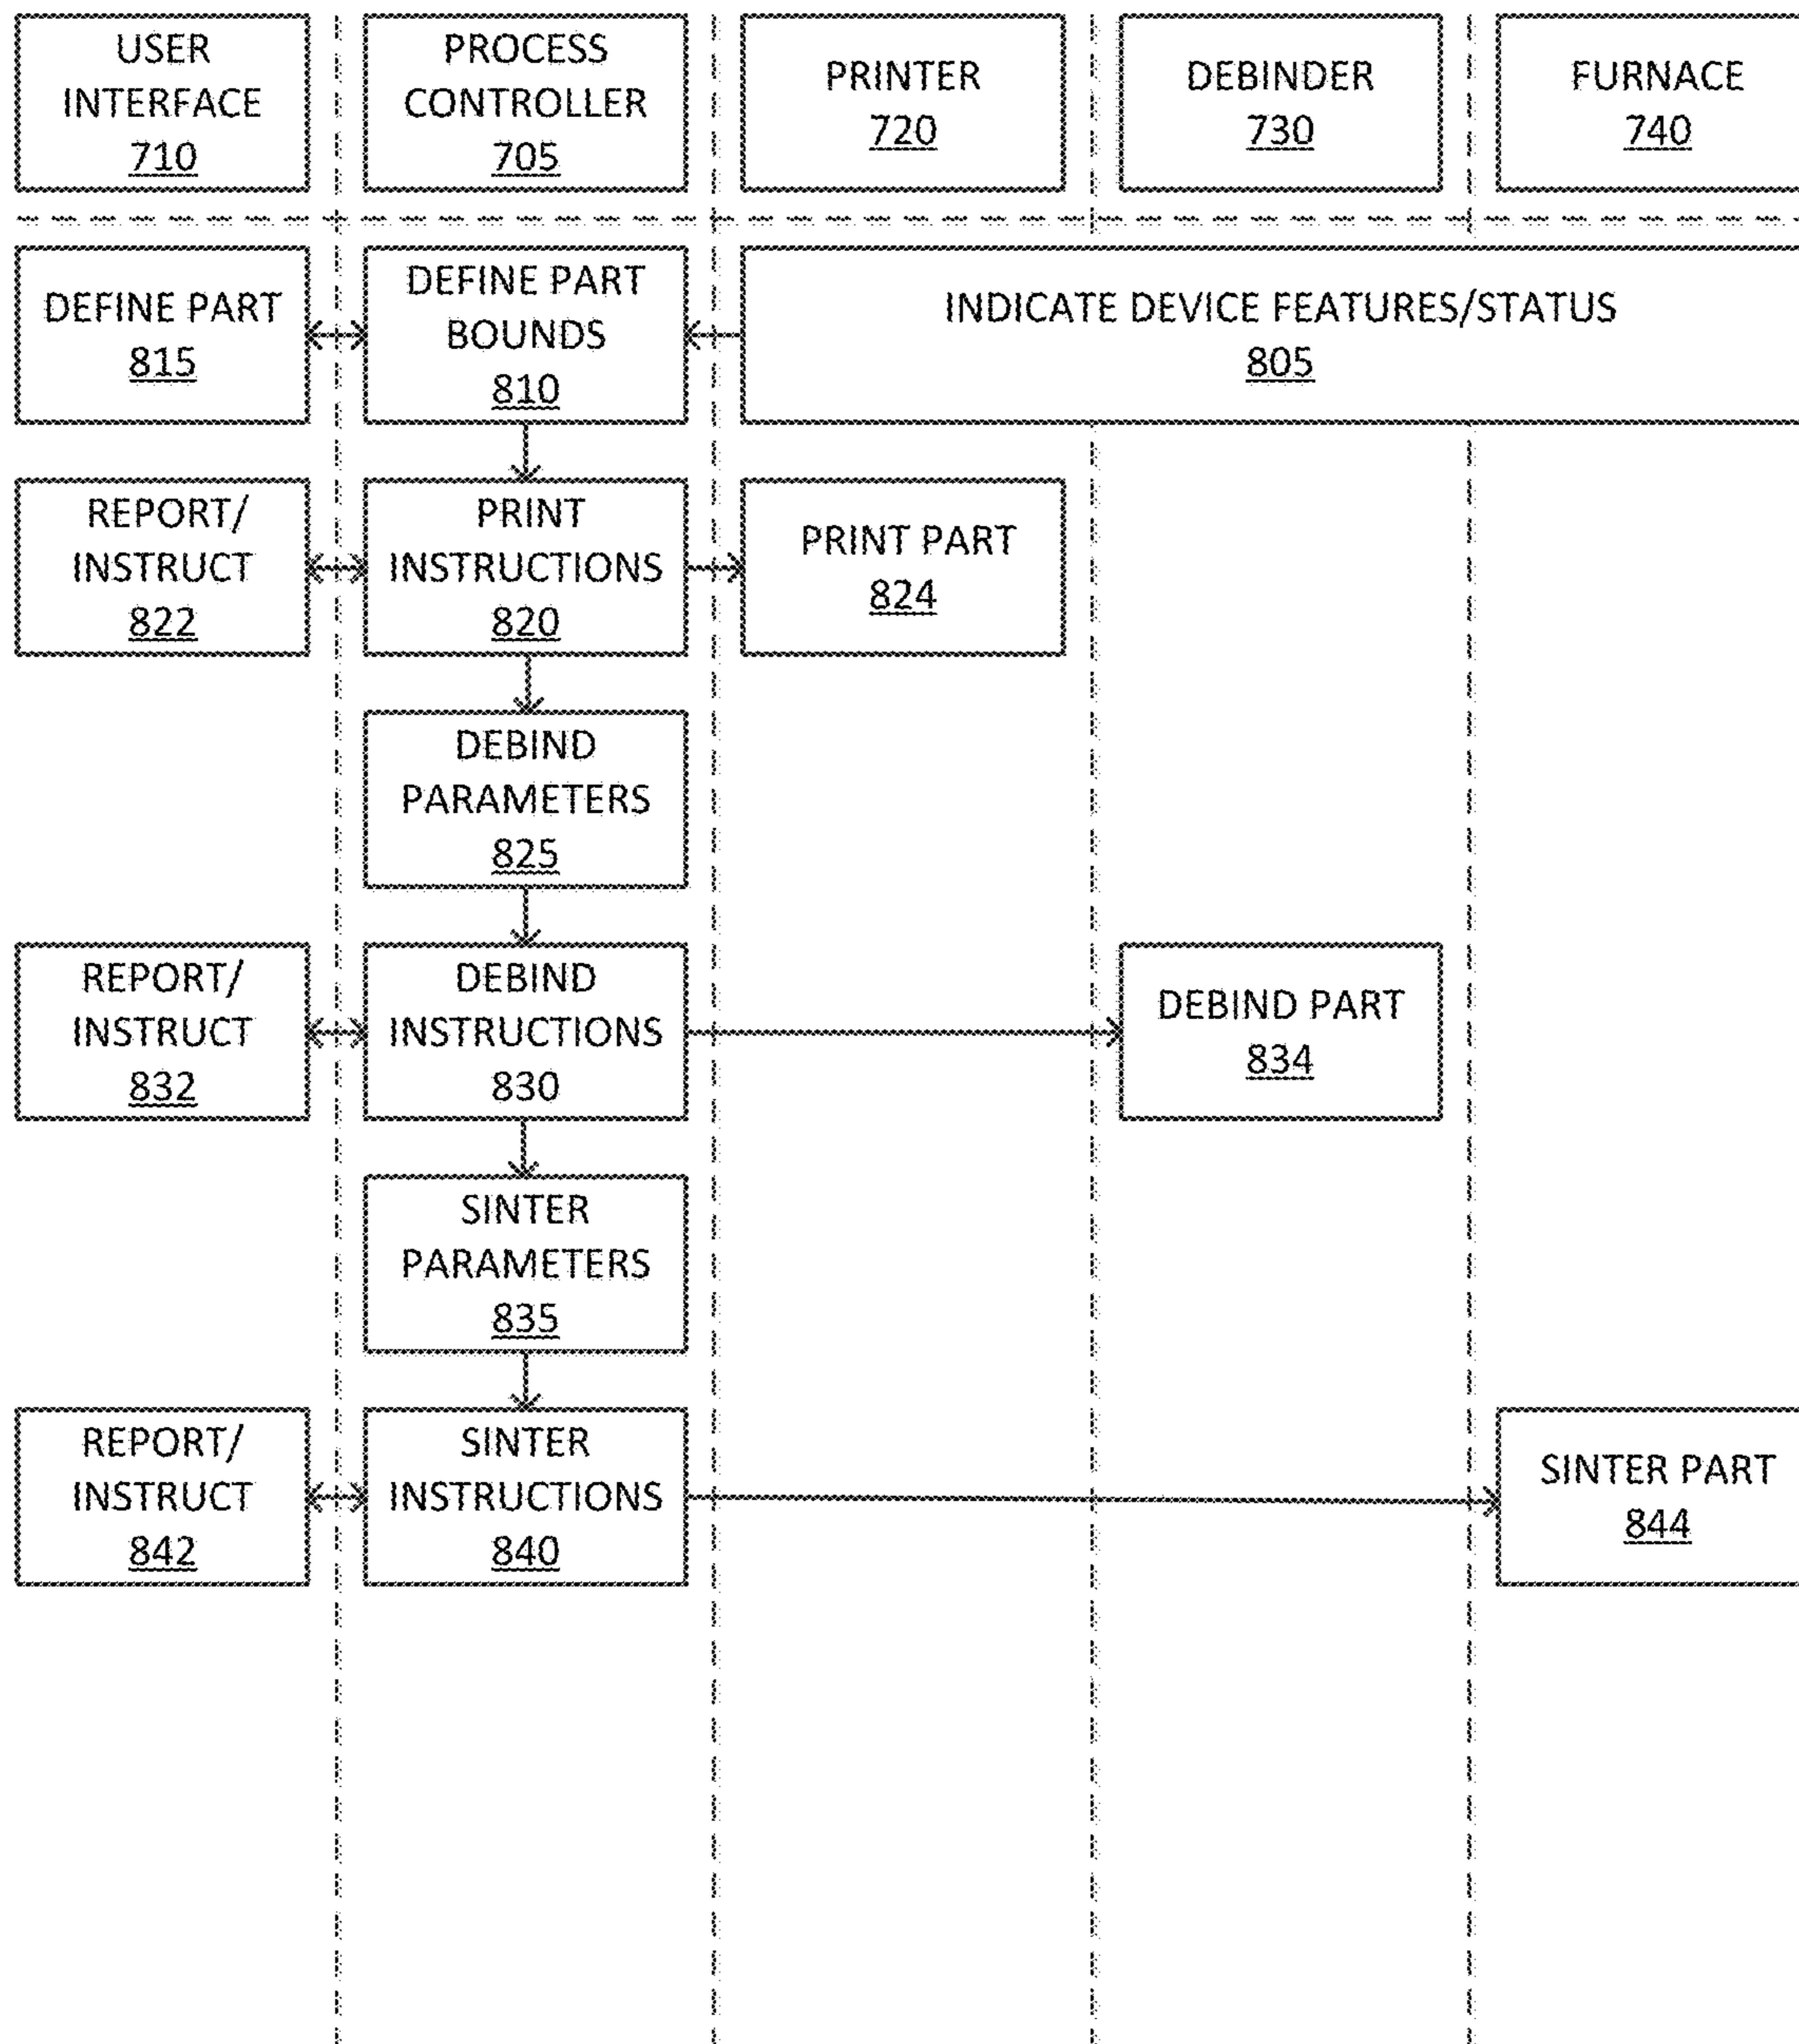 USER
INTERFACE
710
PROCESS
CONTROLLER
705
PRINTER
720
DEBINDER
730
FURNACE
740
DEFINE PART
815
DEFINE PART
BOUNDS
810
INDICATE DEVICE FEATURES/STATUS
805
REPORT/
INSTRUCT
822
PRINT
INSTRUCTIONS
820
PRINT PART
824
DEBIND
PARAMETERS
825
REPORT/
INSTRUCT
832
DEBIND
INSTRUCTIONS
830
DEBIND PART
834
SINTER
PARAMETERS
835
REPORT/
INSTRUCT
842
SINTER
INSTRUCTIONS
840
SINTER PART
844